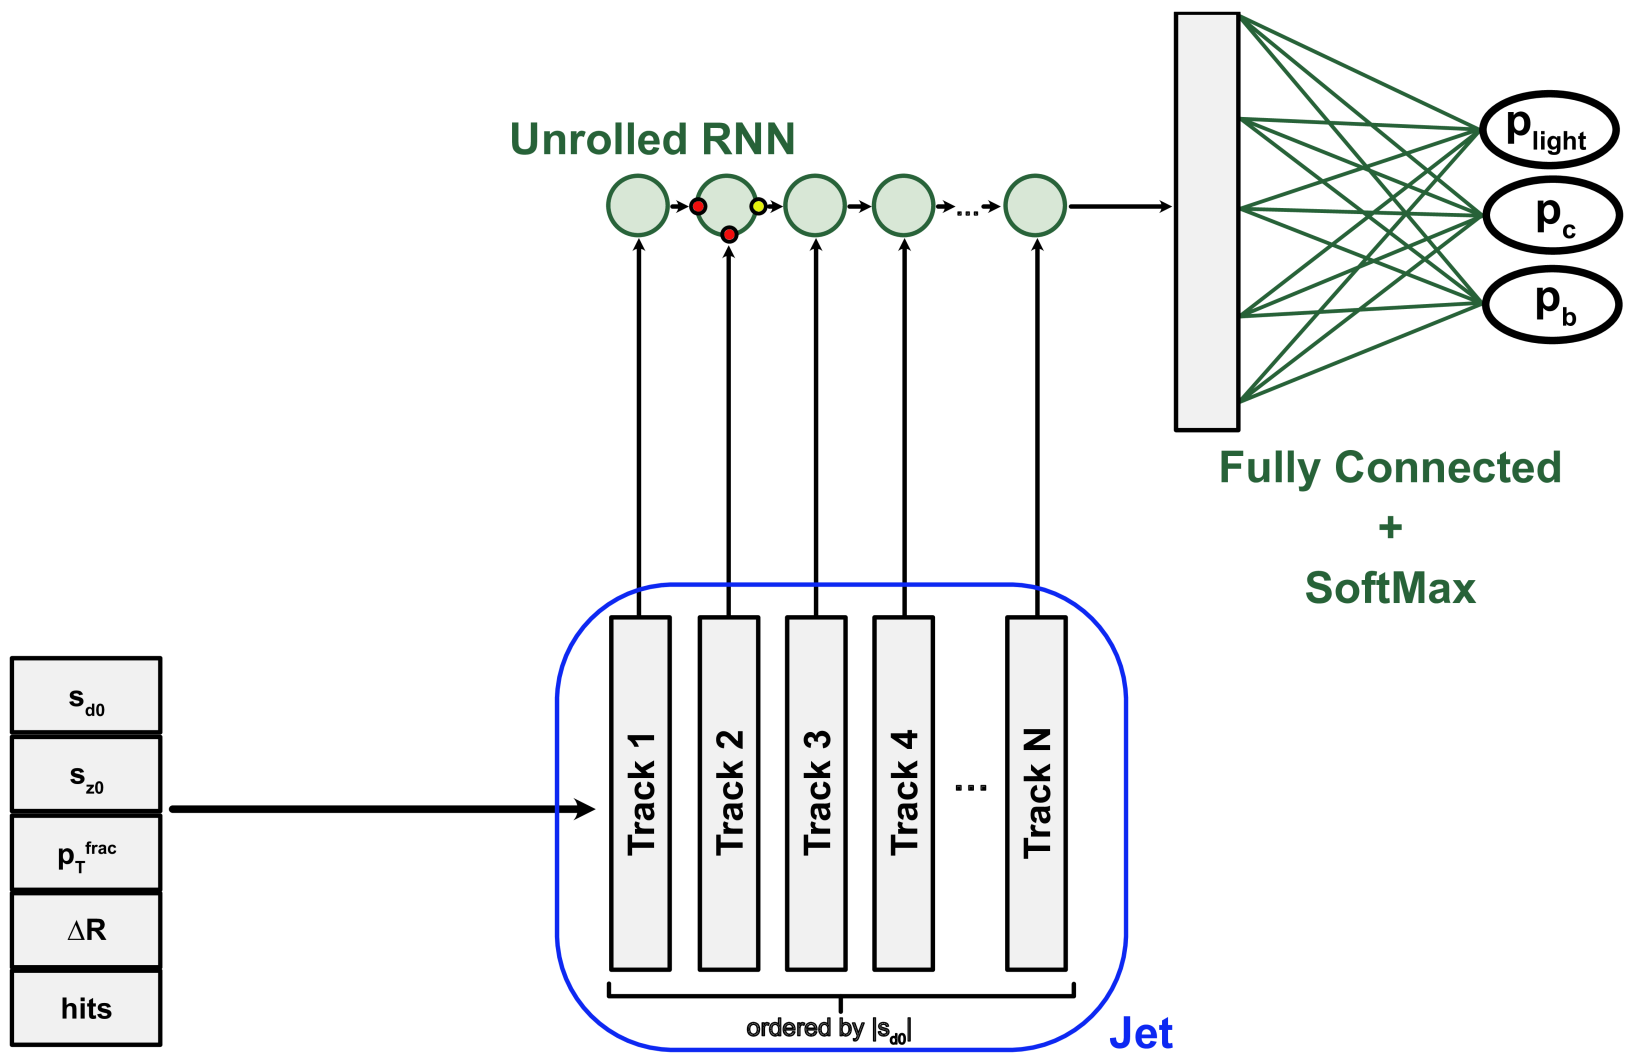 Unrolled RNN
...
p_light
p_c
p_b
Fully Connected
+
SoftMax
s_d0
s_z0
p_T^frac
ΔR
hits
Track 1
Track 2
Track 3
Track 4
...
Track N
ordered by |s_d0|
Jet